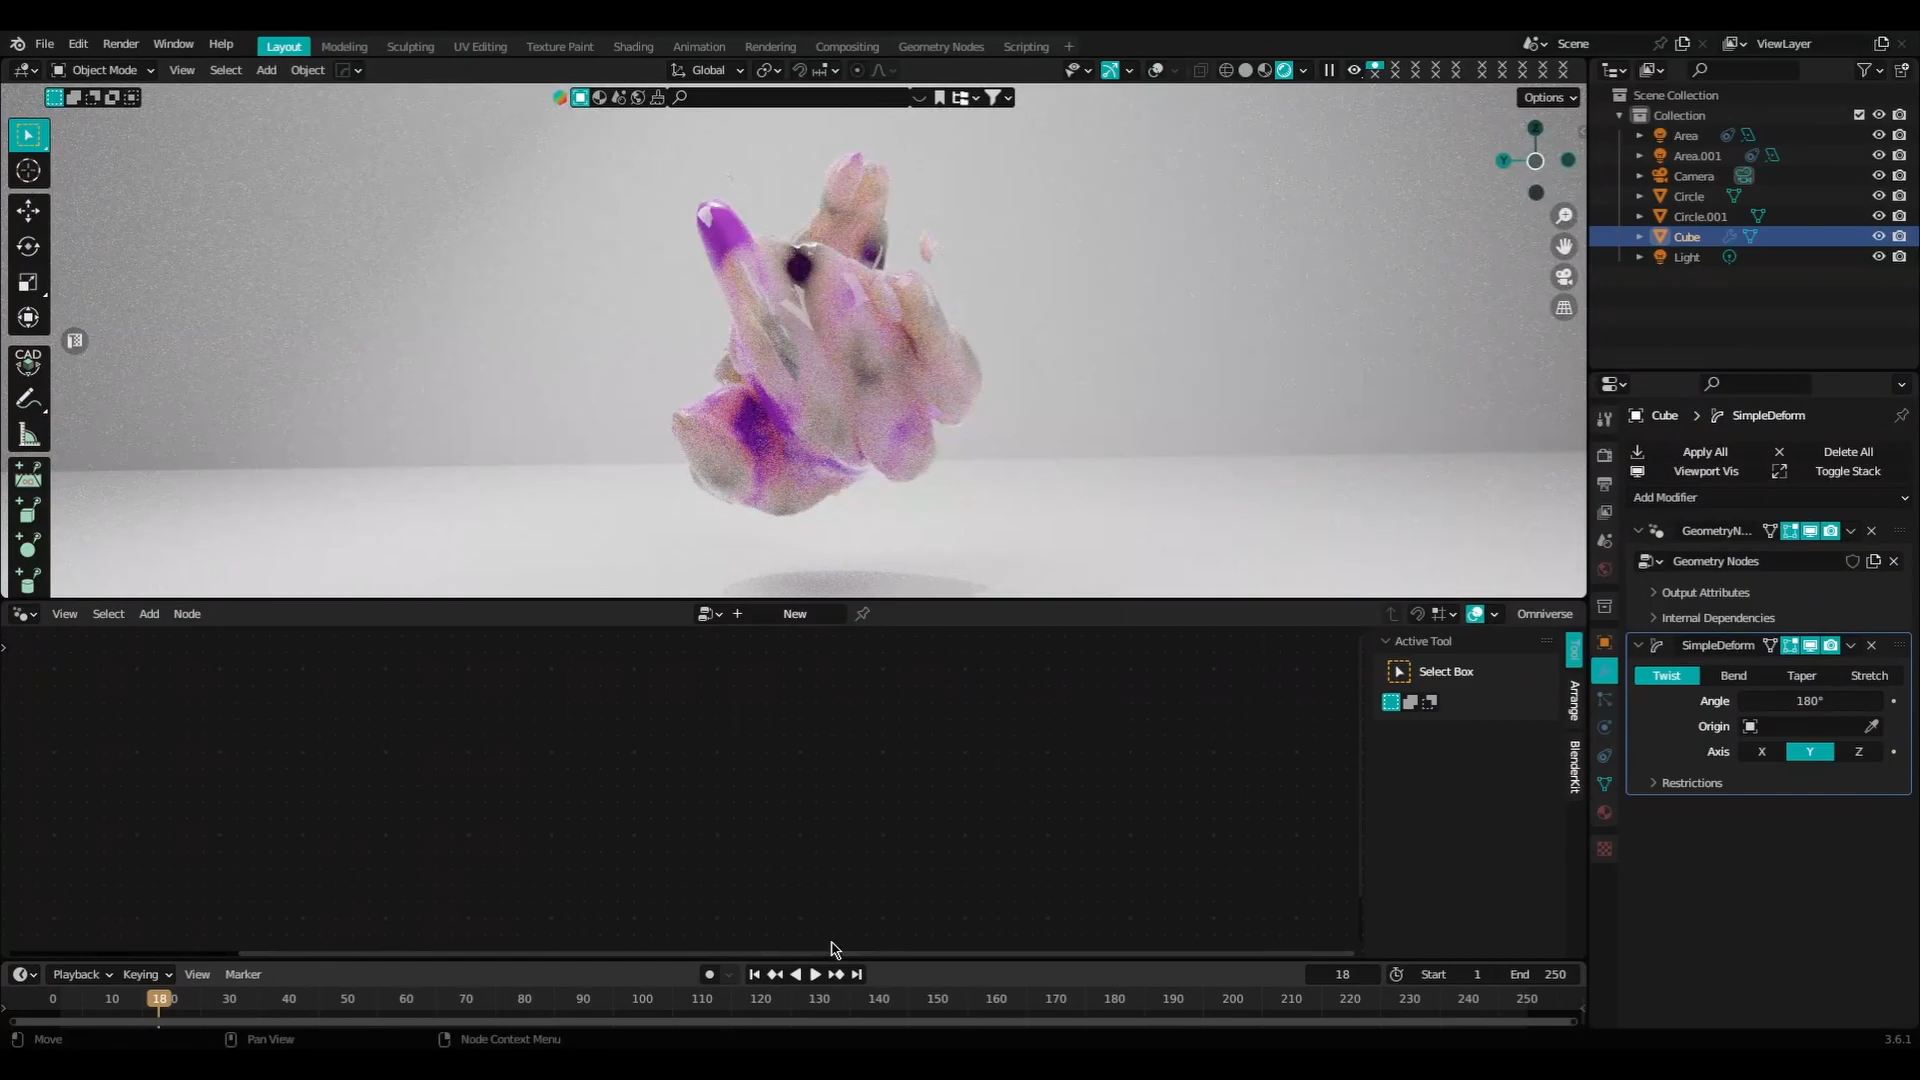 File Edit Render Window Help Layout Modeling Sculpting UV Editing Texture Paint Shading Animation Rendering Compositing Geometry Nodes Scripting + Scene ViewLayer
Object Mode View Select Add Object Global
Options
Scene Collection
Collection
Area
Area.001
Camera
Circle
Circle.001
Cube
Light
Z
Y
CAD
Cube > SimpleDeform
Apply All Delete All
Viewport Vis Toggle Stack
Add Modifier
GeometryN...
Geometry Nodes
Output Attributes
Internal Dependencies
SimpleDeform
Twist Bend Taper Stretch
Angle 180°
Origin
Axis X Y Z
Restrictions
View Select Add Node New Omniverse
Active Tool
Select Box
Tool
Arrange
BlenderKit
Playback Keying View Marker 18 Start 1 End 250
0 10 18 0 30 40 50 60 70 80 90 100 110 120 130 140 150 160 170 180 190 200 210 220 230 240 250
Move Pan View Node Context Menu 3.6.1